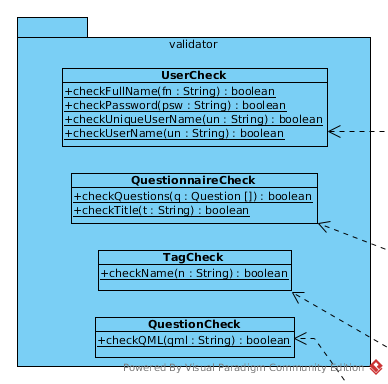 validator
UserCheck
+checkFullName(fn : String) : boolean
+checkPassword(psw : String) : boolean
+checkUniqueUserName(un : String) : boolean
+checkUserName(un : String) : boolean
QuestionnaireCheck
+checkQuestions(q : Question []) : boolean
+checkTitle(t : String) : boolean
TagCheck
+checkName(n : String) : boolean
QuestionCheck
+checkQML(qml : String) : boolean
Powered By Visual Paradigm Community Edition